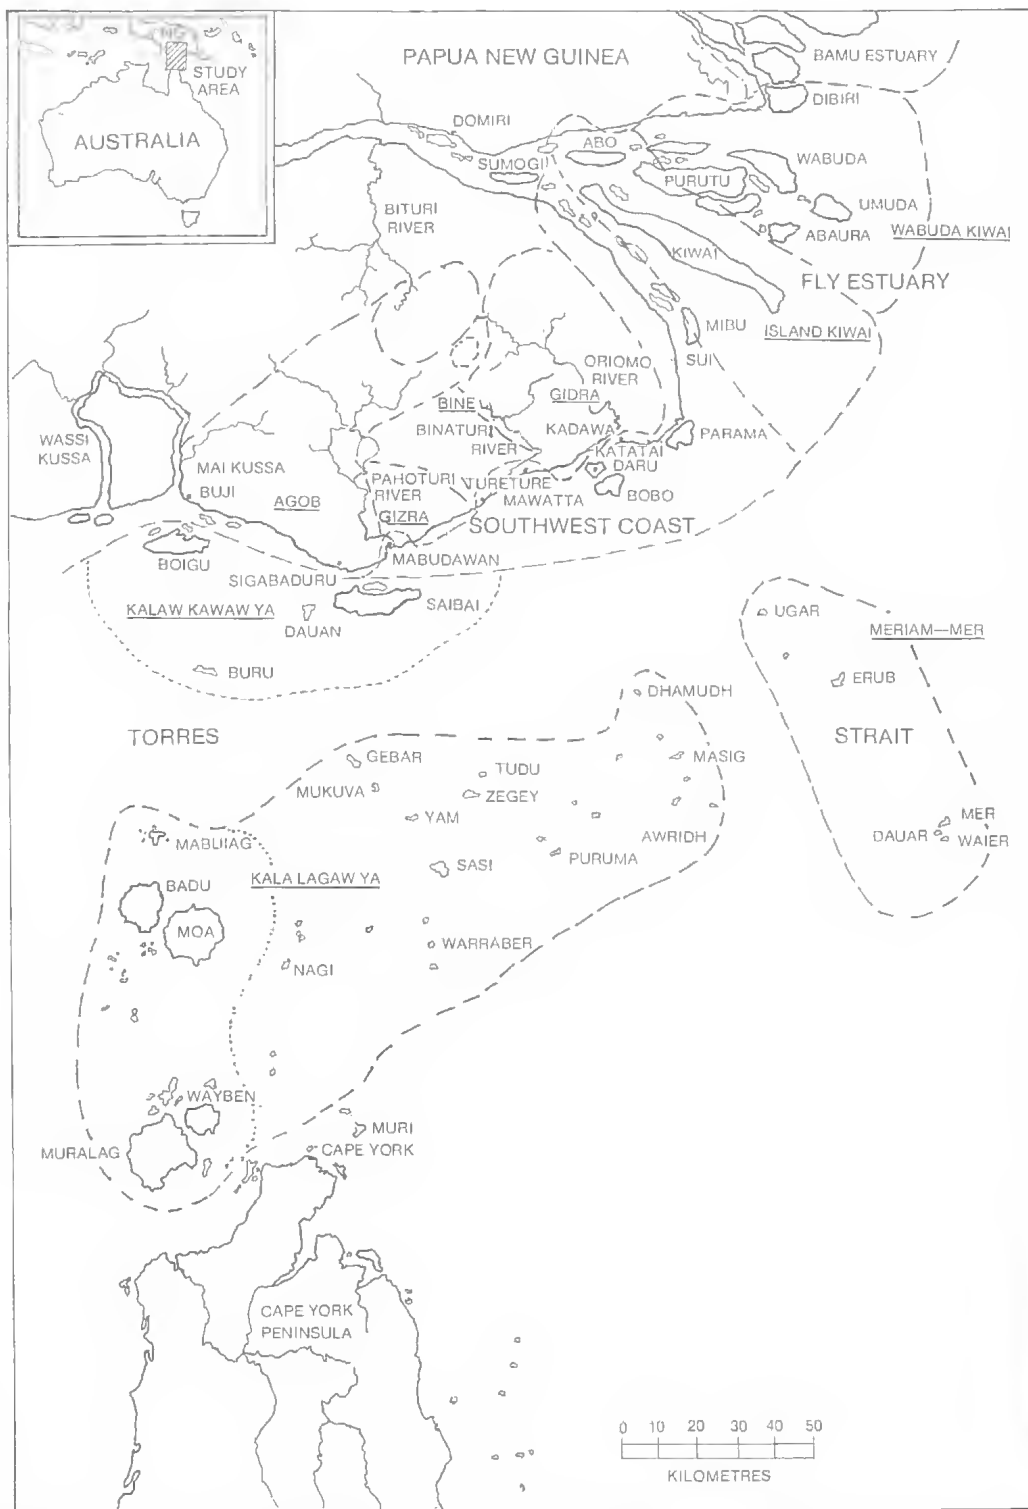 NG
STUDY
AREA
AUSTRALIA
PAPUA NEW GUINEA
BAMU ESTUARY
DIBIRI
DOMIRI
ABO
SUMOGI
WABUDA
PURUTU
UMUDA
BITURI
RIVER
ABAURA
WABUDA KIWAI
KIWAI
FLY ESTUARY
MIBU
ISLAND KIWAI
SUI
ORIOMO
RIVER
GIDRA
BINE
BINATURI
RIVER
KADAWA
PARAMA
WASSI
KUSSA
KATATAI
DARU
MAI KUSSA
BUJI
PAHOTURI
RIVER
TURETURE
MAWATTA
BOBO
AGOB
GIZRA
SOUTHWEST COAST
BOIGU
MABUDAWAN
SIGABADURU
SAIBAI
KALAW KAWAW YA
DAUAN
BURU
UGAR
MERIAM—MER
ERUB
DHAMUDH
TORRES
STRAIT
GEBAR
MASIG
TUDU
MUKUVA
ZEGEY
YAM
MER
DAUAR
WAIER
MABUIAG
AWRIDH
PURUMA
SASI
KALA LAGAW YA
BADU
MOA
WARRABER
NAGI
WAYBEN
MURI
MURALAG
CAPE YORK
CAPE YORK
PENINSULA
0 10 20 30 40 50
KILOMETRES